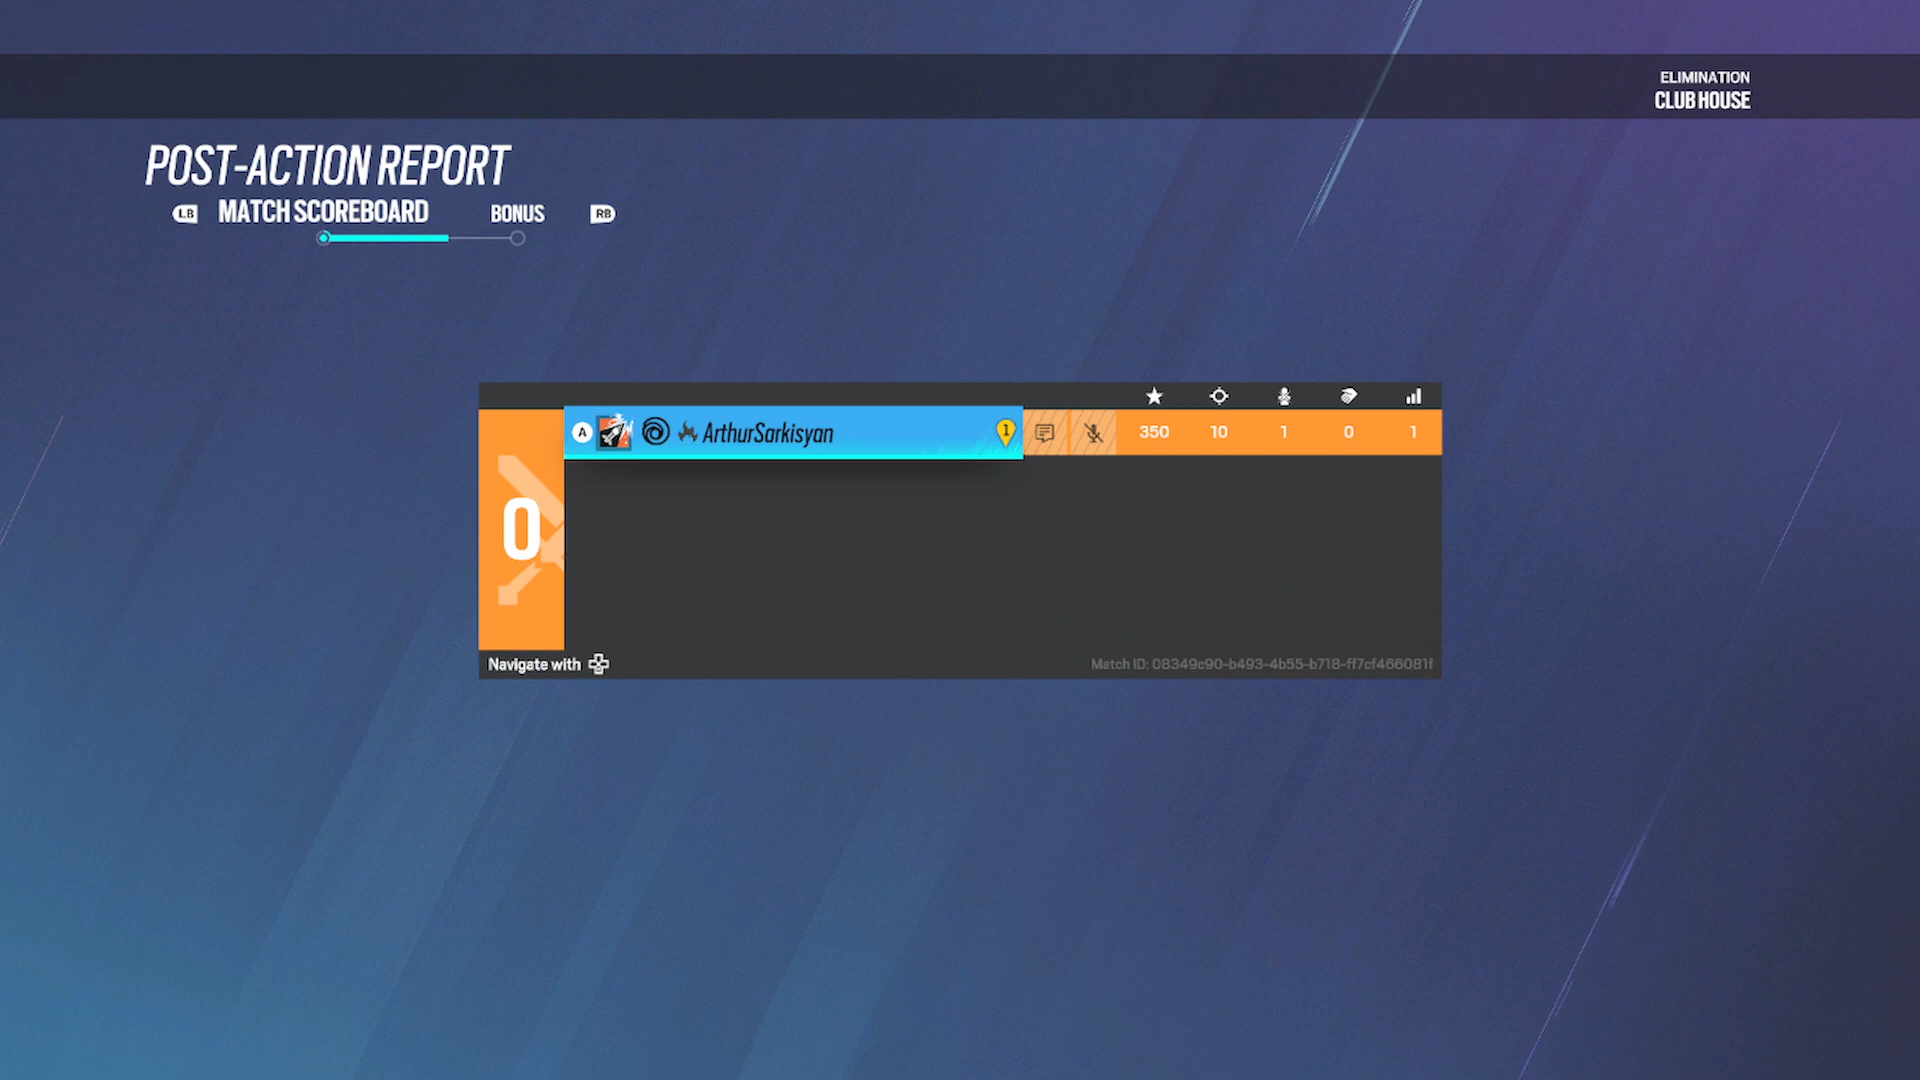 ELIMINATION
CLUB HOUSE
POST-ACTION REPORT
LB MATCH SCOREBOARD BONUS RB
A ArthurSarkisyan 1 350 10 1 0 1
0
Navigate with
Match ID: 08349c90-b493-4b55-b718-ff7cf466081f